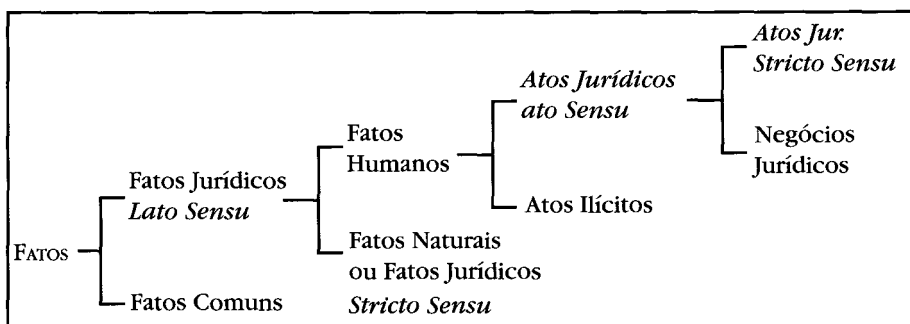 Atos Jur.
Stricto Sensu
Atos Jurídicos
ato Sensu
Negócios
Jurídicos
Fatos
Humanos
Atos Ilícitos
Fatos Jurídicos
Lato Sensu
Fatos Naturais
ou Fatos Jurídicos
Stricto Sensu
FATOS
Fatos Comuns